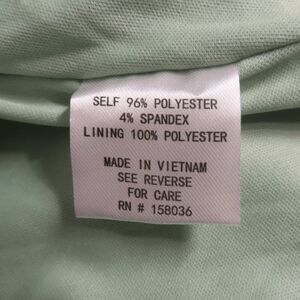 SELF 96% POLYESTER
4% SPANDEX
LINING 100% POLYESTER
MADE IN VIETNAM
SEE REVERSE
FOR CARE
RN # 158036